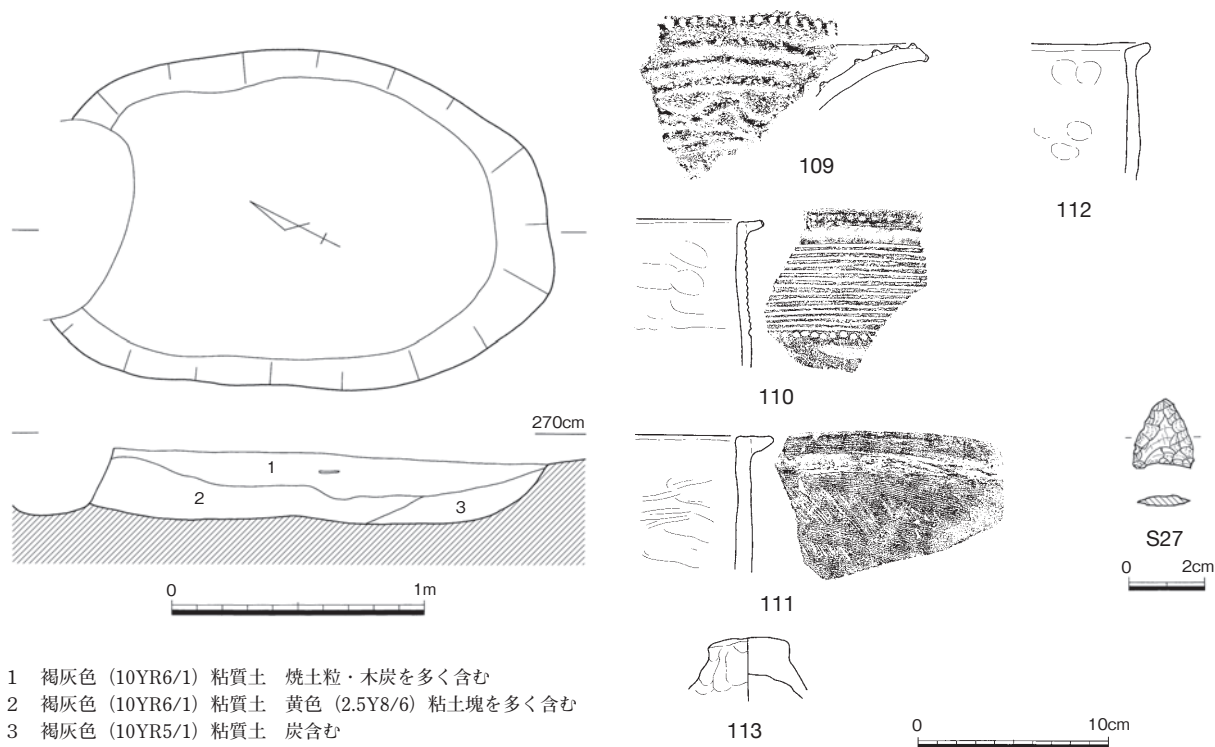 270cm
1
2
3
0 1m
1 褐灰色（10YR6/1）粘質土 焼土粒・木炭を多く含む
2 褐灰色（10YR6/1）粘質土 黄色（2.5Y8/6）粘土塊を多く含む
3 褐灰色（10YR5/1）粘質土 炭含む
109
112
110
111
S27
0 2cm
113
0 10cm